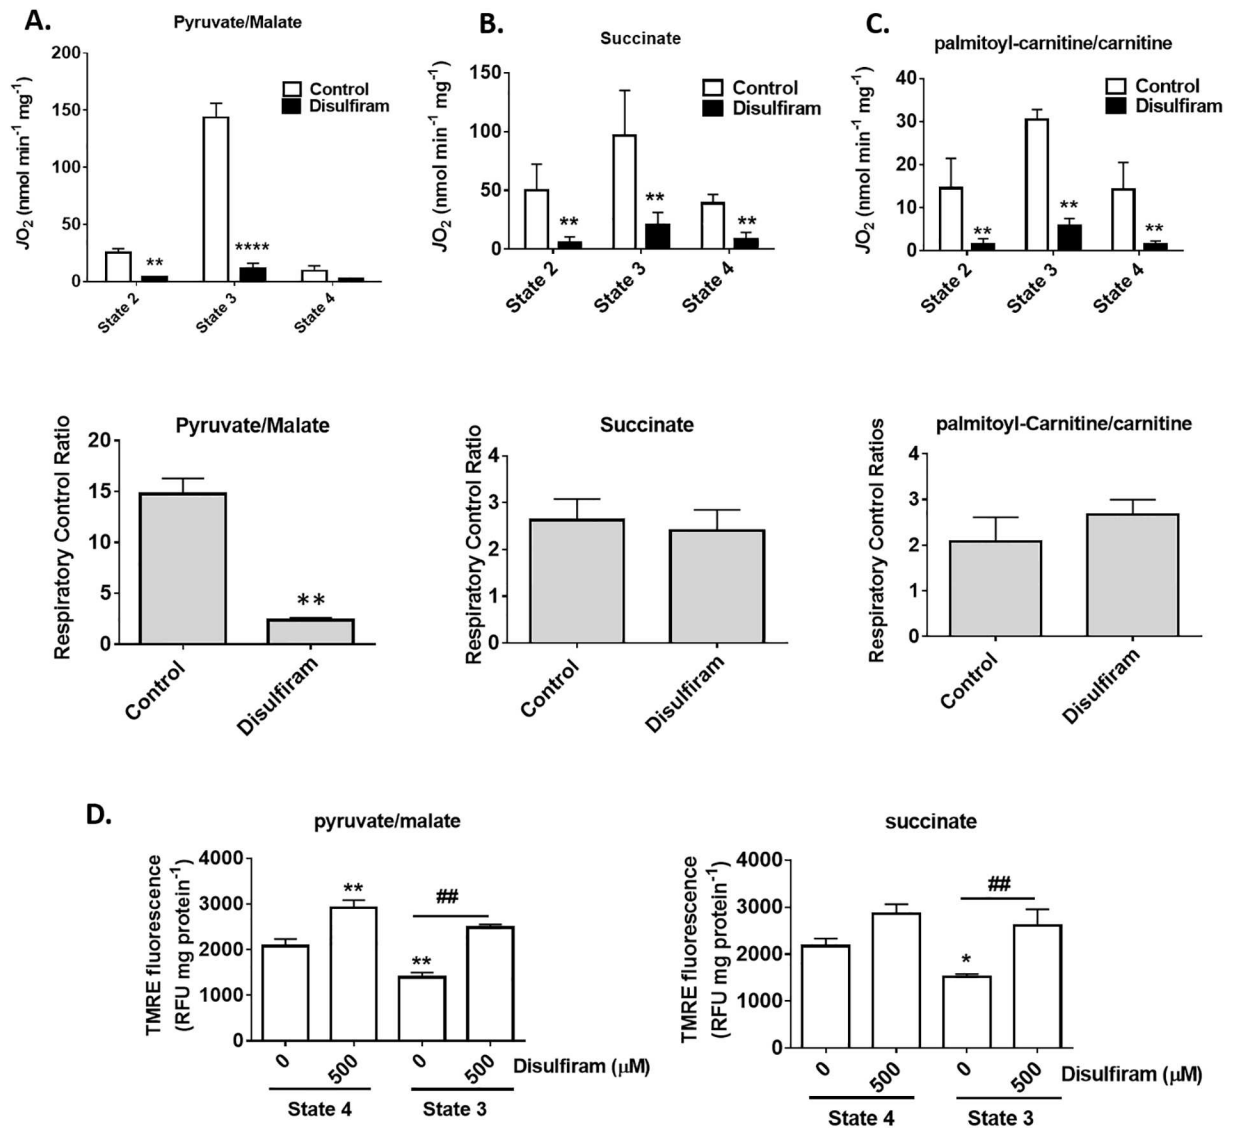 A.
Pyruvate/Malate
JO₂ (nmol min⁻¹ mg⁻¹)
200
150
100
50
0
Control
Disulfiram
**
****
State 2
State 3
State 4
B.
Succinate
JO₂ (nmol min⁻¹ mg⁻¹)
150
100
50
0
Control
Disulfiram
**
**
**
State 2
State 3
State 4
C.
palmitoyl-carnitine/carnitine
JO₂ (nmol min⁻¹ mg⁻¹)
40
30
20
10
0
Control
Disulfiram
**
**
**
State 2
State 3
State 4
Pyruvate/Malate
Respiratory Control Ratio
20
15
10
5
0
**
Control
Disulfiram
Succinate
Respiratory Control Ratio
4
3
2
1
0
Control
Disulfiram
palmitoyl-Carnitine/carnitine
Respiratory Control Ratios
4
3
2
1
0
Control
Disulfiram
D.
pyruvate/malate
TMRE fluorescence
(RFU mg protein⁻¹)
4000
3000
2000
1000
0
**
**
##
0
500
0
500
Disulfiram (μM)
State 4
State 3
succinate
TMRE fluorescence
(RFU mg protein⁻¹)
4000
3000
2000
1000
0
*
##
0
500
0
500
Disulfiram (μM)
State 4
State 3